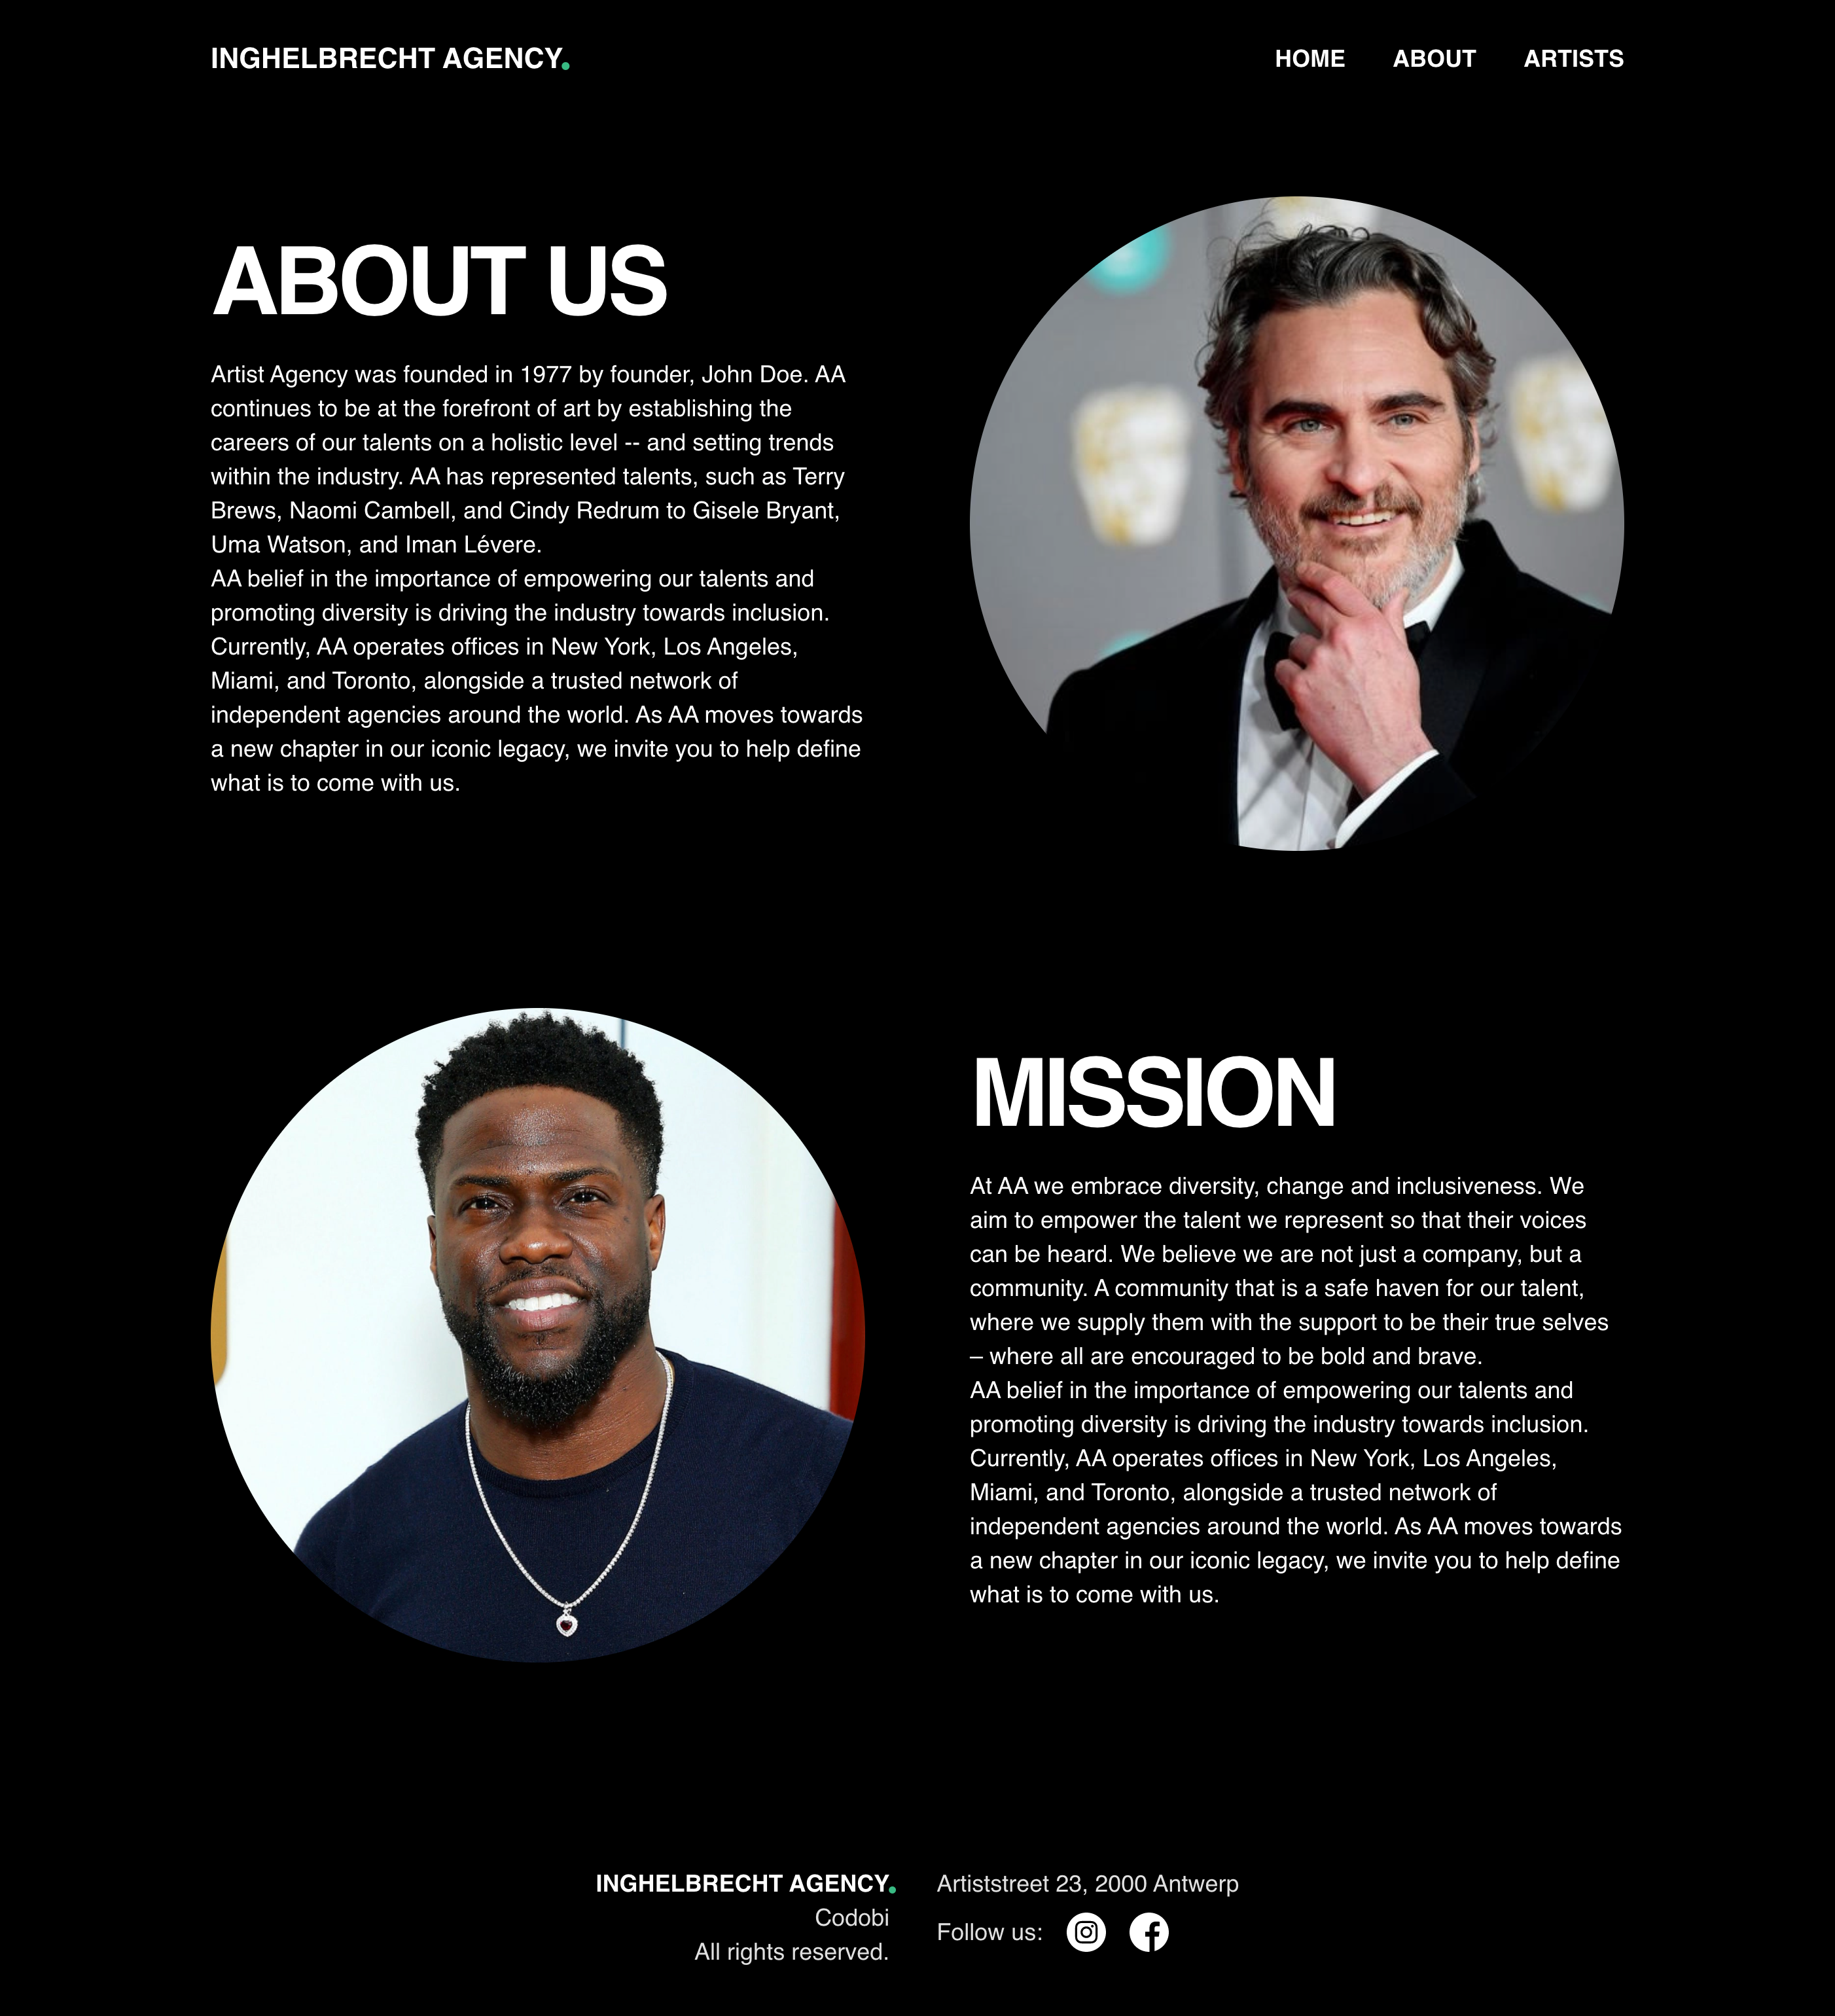 INGHELBRECHT AGENCY.
HOME ABOUT ARTISTS
ABOUT US
Artist Agency was founded in 1977 by founder, John Doe. AA
continues to be at the forefront of art by establishing the
careers of our talents on a holistic level -- and setting trends
within the industry. AA has represented talents, such as Terry
Brews, Naomi Cambell, and Cindy Redrum to Gisele Bryant,
Uma Watson, and Iman Lévere.
AA belief in the importance of empowering our talents and
promoting diversity is driving the industry towards inclusion.
Currently, AA operates offices in New York, Los Angeles,
Miami, and Toronto, alongside a trusted network of
independent agencies around the world. As AA moves towards
a new chapter in our iconic legacy, we invite you to help define
what is to come with us.
MISSION
At AA we embrace diversity, change and inclusiveness. We
aim to empower the talent we represent so that their voices
can be heard. We believe we are not just a company, but a
community. A community that is a safe haven for our talent,
where we supply them with the support to be their true selves
– where all are encouraged to be bold and brave.
AA belief in the importance of empowering our talents and
promoting diversity is driving the industry towards inclusion.
Currently, AA operates offices in New York, Los Angeles,
Miami, and Toronto, alongside a trusted network of
independent agencies around the world. As AA moves towards
a new chapter in our iconic legacy, we invite you to help define
what is to come with us.
INGHELBRECHT AGENCY.
Codobi
All rights reserved.
Artiststreet 23, 2000 Antwerp
Follow us: